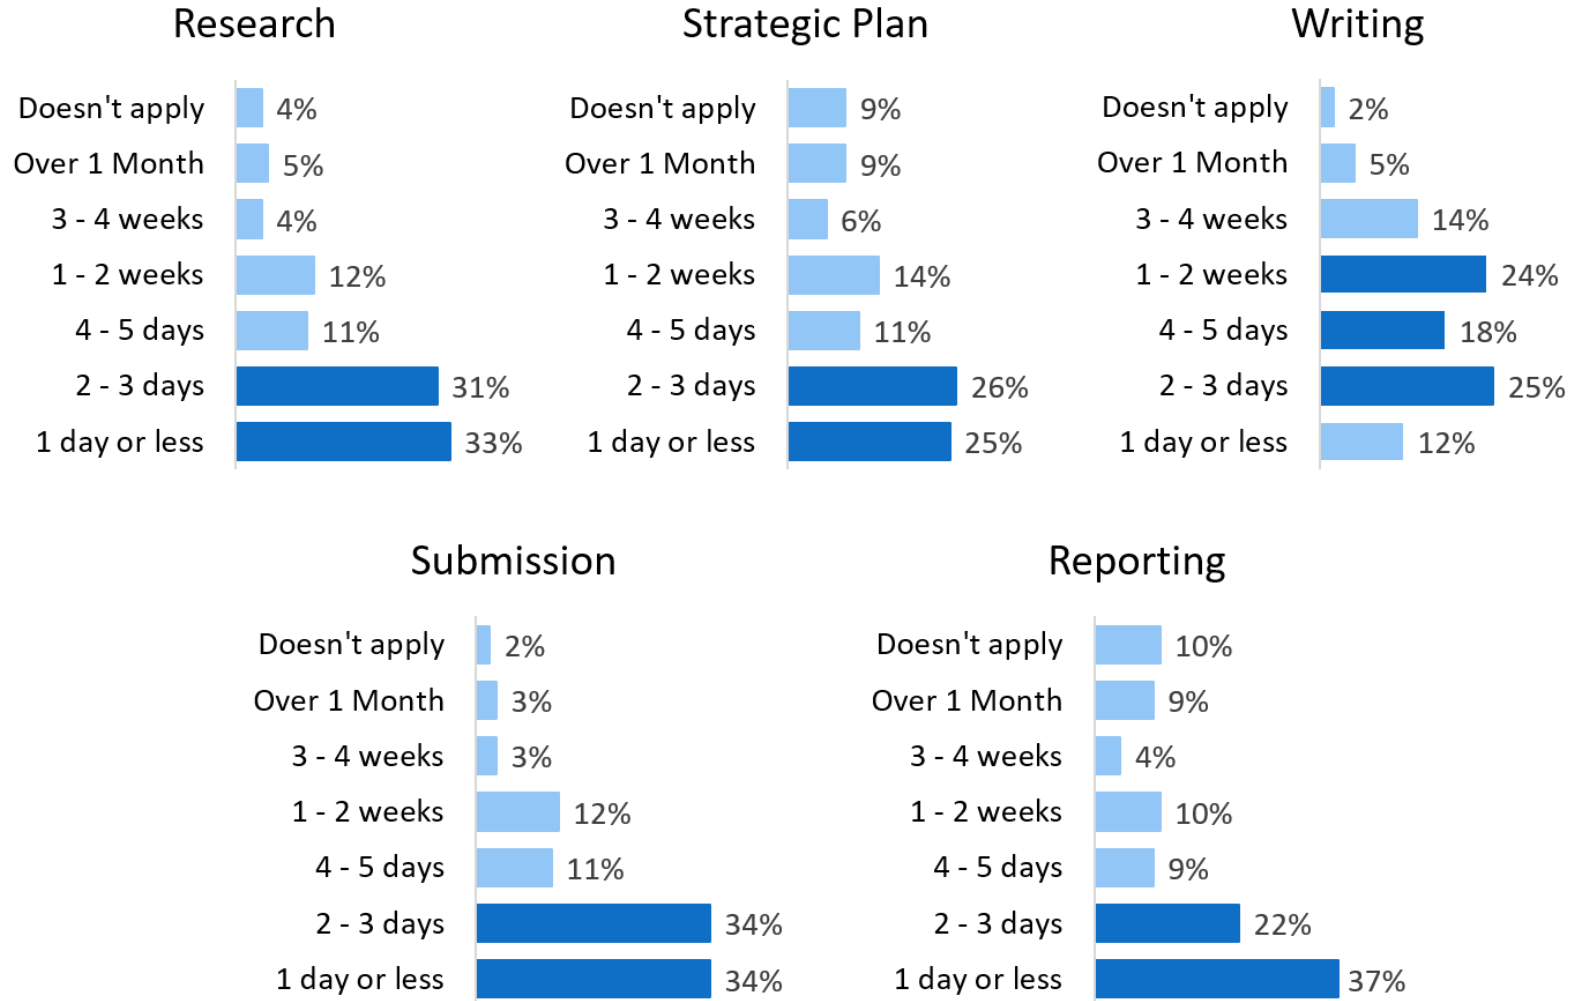 Research
Doesn't apply 4%
Over 1 Month 5%
3 - 4 weeks 4%
1 - 2 weeks 12%
4 - 5 days 11%
2 - 3 days 31%
1 day or less 33%
Strategic Plan
Doesn't apply 9%
Over 1 Month 9%
3 - 4 weeks 6%
1 - 2 weeks 14%
4 - 5 days 11%
2 - 3 days 26%
1 day or less 25%
Writing
Doesn't apply 2%
Over 1 Month 5%
3 - 4 weeks 14%
1 - 2 weeks 24%
4 - 5 days 18%
2 - 3 days 25%
1 day or less 12%
Submission
Doesn't apply 2%
Over 1 Month 3%
3 - 4 weeks 3%
1 - 2 weeks 12%
4 - 5 days 11%
2 - 3 days 34%
1 day or less 34%
Reporting
Doesn't apply 10%
Over 1 Month 9%
3 - 4 weeks 4%
1 - 2 weeks 10%
4 - 5 days 9%
2 - 3 days 22%
1 day or less 37%